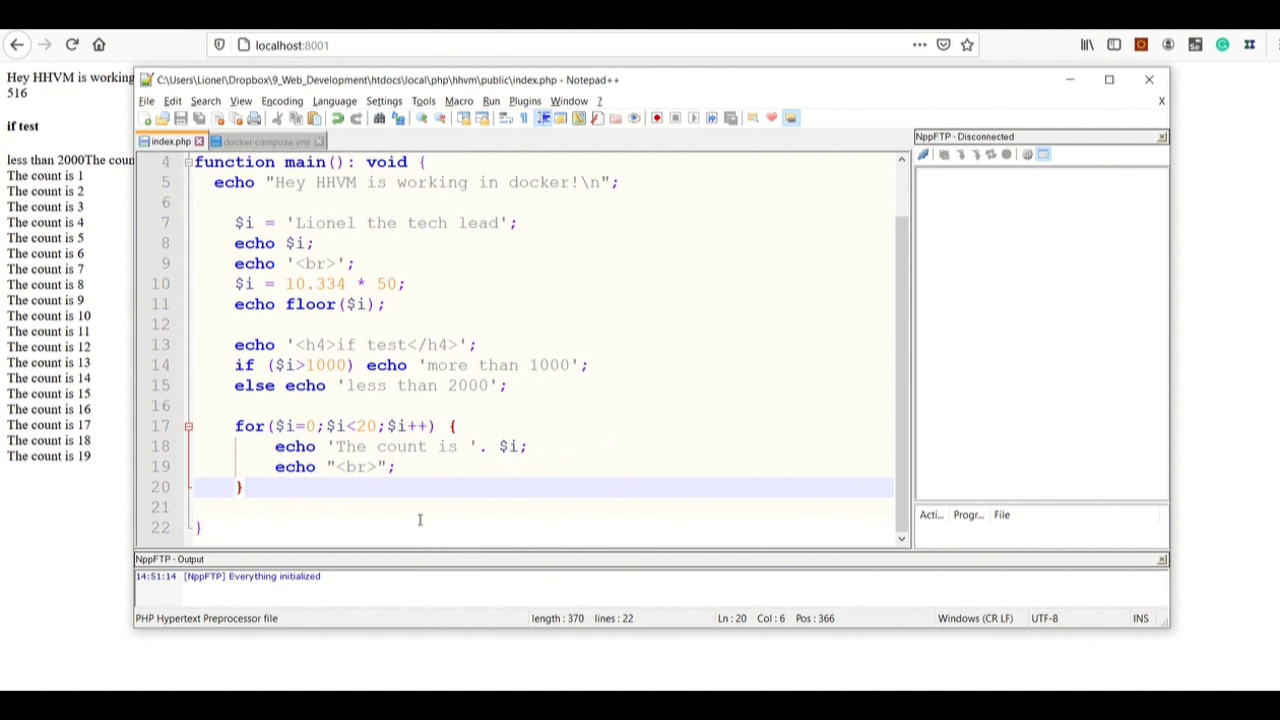 localhost:8001
Hey HHVM is working
516
if test
less than 2000The coun
The count is 1
The count is 2
The count is 3
The count is 4
The count is 5
The count is 6
The count is 7
The count is 8
The count is 9
The count is 10
The count is 11
The count is 12
The count is 13
The count is 14
The count is 15
The count is 16
The count is 17
The count is 18
The count is 19
C:\Users\Lionel\Dropbox\9_Web_Development\htdocs\local\php\hhvm\public\index.php - Notepad++
File Edit Search View Encoding Language Settings Tools Macro Run Plugins Window ? X
index.php docker-compose.yml
4 function main(): void {
5 echo "Hey HHVM is working in docker!\n";
6
7 $i = 'Lionel the tech lead';
8 echo $i;
9 echo '<br>';
10 $i = 10.334 * 50;
11 echo floor($i);
12
13 echo '<h4>if test</h4>';
14 if ($i>1000) echo 'more than 1000';
15 else echo 'less than 2000';
16
17 for($i=0;$i<20;$i++) {
18 echo 'The count is '. $i;
19 echo "<br>";
20 }
21
22 }
NppFTP - Disconnected
Acti... Progr... File
NppFTP - Output
14:51:14 [NppFTP] Everything initialized
PHP Hypertext Preprocessor file length : 370 lines : 22 Ln : 20 Col : 6 Pos : 366 Windows (CR LF) UTF-8 INS